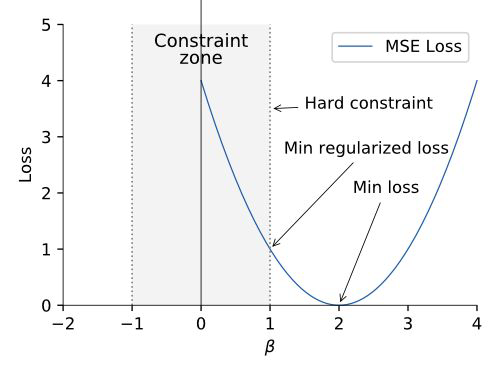 5
4
3
2
1
0
Loss
Constraint
zone
MSE Loss
Hard constraint
Min regularized loss
Min loss
−2 −1 0 1 2 3 4
β